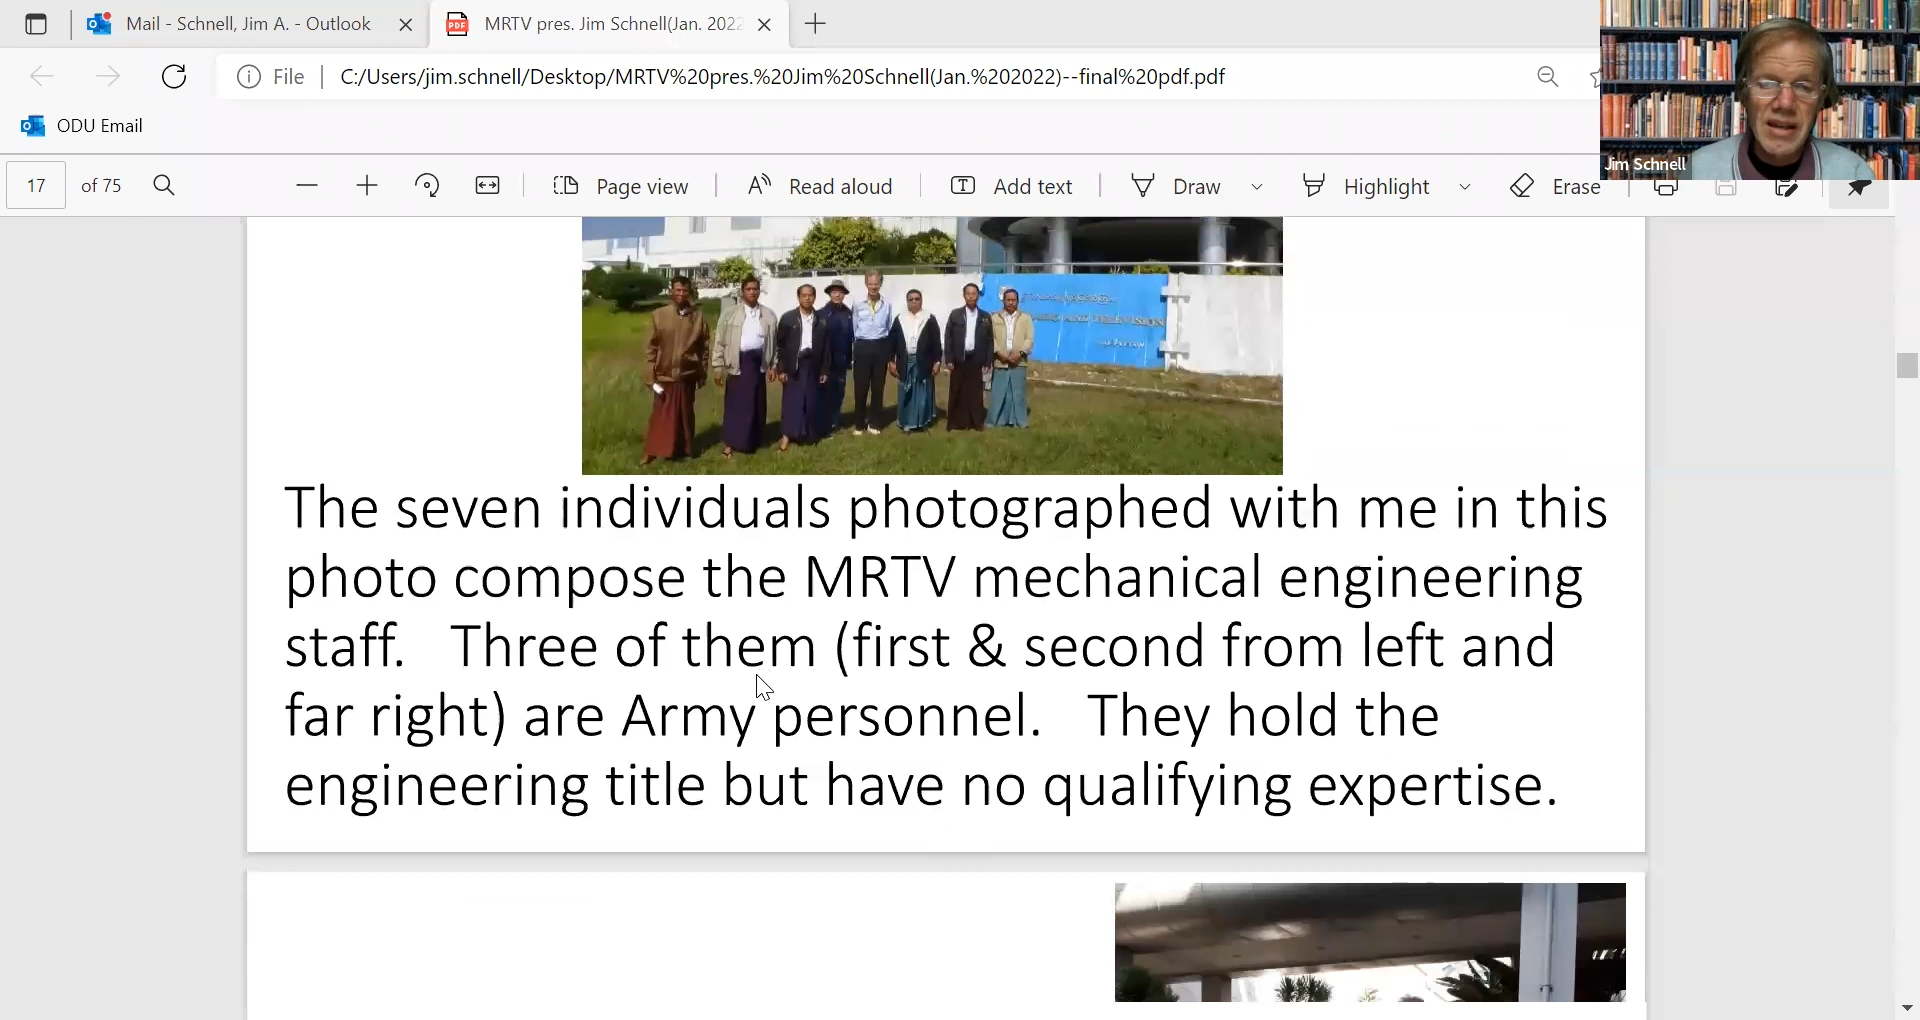 Mail - Schnell, Jim A. - Outlook
MRTV pres. Jim Schnell(Jan. 2022
File
C:/Users/jim.schnell/Desktop/MRTV%20pres.%20Jim%20Schnell(Jan.%202022)--final%20pdf.pdf
ODU Email
Jim Schnell
17 of 75
Page view
Read aloud
Add text
Draw
Highlight
Erase
AND TELEVISION
The seven individuals photographed with me in this
photo compose the MRTV mechanical engineering
staff.   Three of them (first & second from left and
far right) are Army personnel.   They hold the
engineering title but have no qualifying expertise.